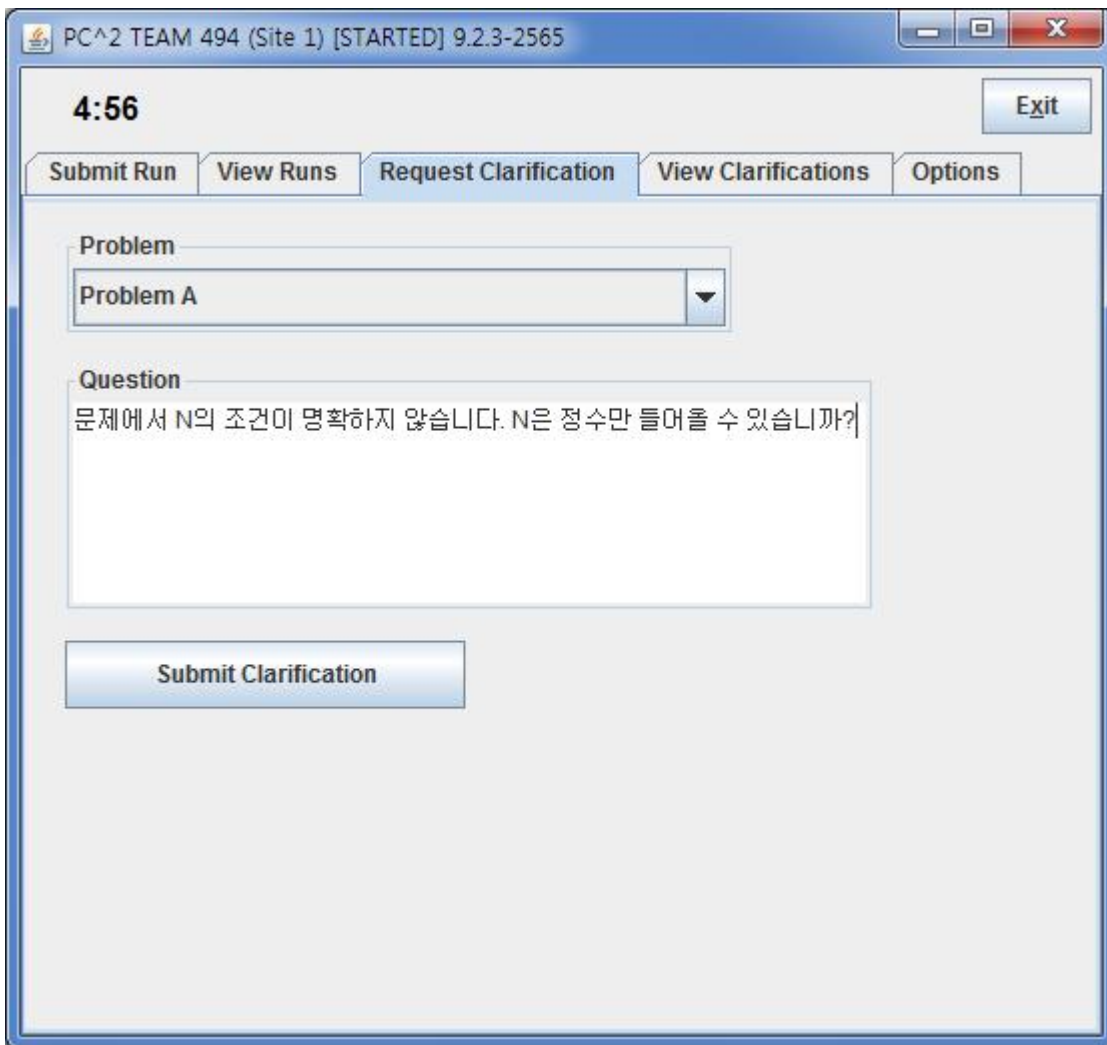 PC^2 TEAM 494 (Site 1) [STARTED] 9.2.3-2565
4:56
Exit
Submit Run View Runs Request Clarification View Clarifications Options
Problem
Problem A
Question
문제에서 N의 조건이 명확하지 않습니다. N은 정수만 들어올 수 있습니까?
Submit Clarification